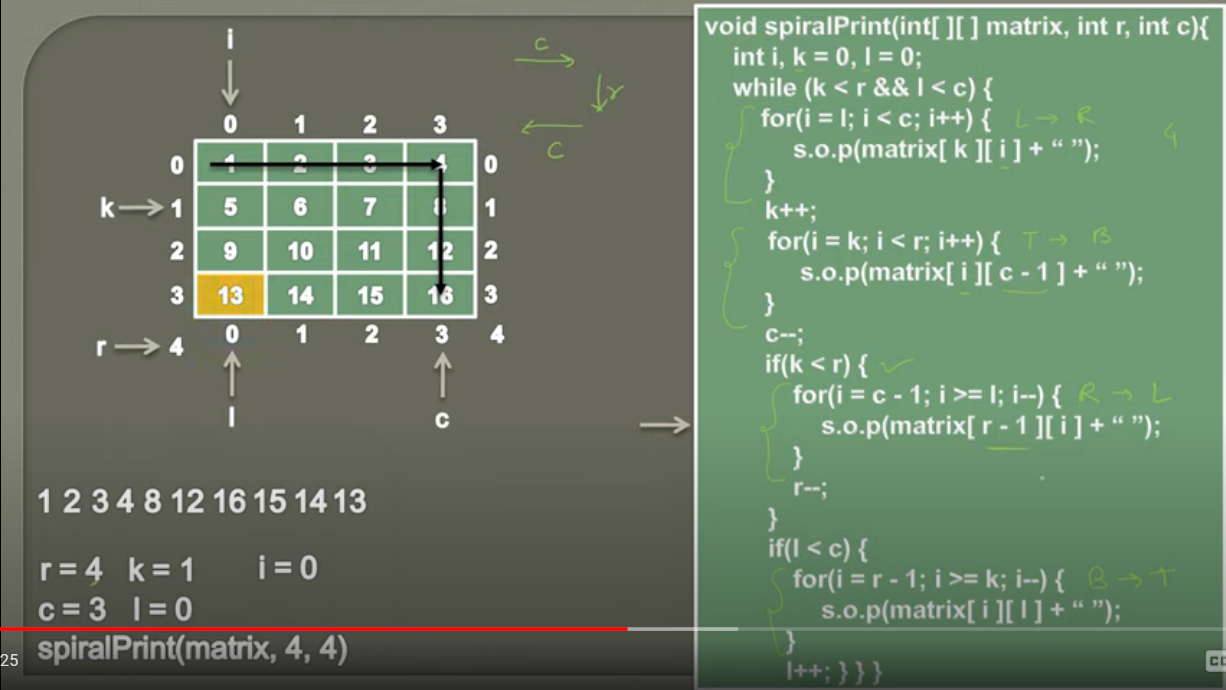 i
c
r
c
0 1 2 3
0 1 2 3 4 0
k 1 5 6 7 8 1
2 9 10 11 12 2
3 13 14 15 16 3
r 4 0 1 2 3 4
l c
1 2 3 4 8 12 16 15 14 13
r = 4 k = 1 i = 0
c = 3 l = 0
spiralPrint(matrix, 4, 4)
25
void spiralPrint(int[ ][ ] matrix, int r, int c){
int i, k = 0, l = 0;
while (k < r && l < c) {
for(i = l; i < c; i++) { L → R
s.o.p(matrix[ k ][ i ] + “ ”); 4
}
k++;
for(i = k; i < r; i++) { T → B
s.o.p(matrix[ i ][ c - 1 ] + “ ”);
}
c--;
if(k < r) { ✓
for(i = c - 1; i >= l; i--) { R → L
s.o.p(matrix[ r - 1 ][ i ] + “ ”);
}
r--;
}
if(l < c) {
for(i = r - 1; i >= k; i--) { B → T
s.o.p(matrix[ i ][ l ] + “ ”);
}
l++; } } }